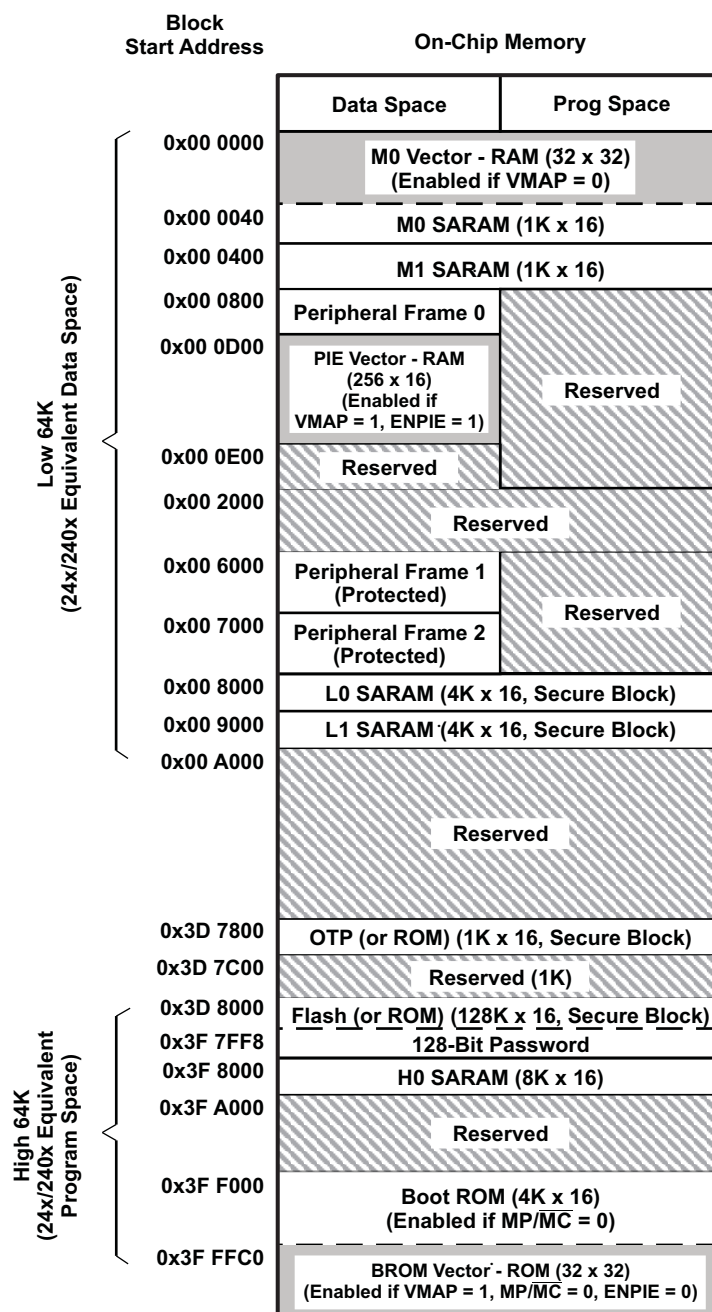 Block
Start Address
On-Chip Memory
Data Space
Prog Space
Low 64K
(24x/240x Equivalent Data Space)
0x00 0000
M0 Vector - RAM (32 x 32)
(Enabled if VMAP = 0)
0x00 0040
M0 SARAM (1K x 16)
0x00 0400
M1 SARAM (1K x 16)
0x00 0800
Peripheral Frame 0
Reserved
0x00 0D00
PIE Vector - RAM
(256 x 16)
(Enabled if
VMAP = 1, ENPIE = 1)
0x00 0E00
Reserved
0x00 2000
Reserved
0x00 6000
Peripheral Frame 1
(Protected)
Reserved
0x00 7000
Peripheral Frame 2
(Protected)
0x00 8000
L0 SARAM (4K x 16, Secure Block)
0x00 9000
L1 SARAM (4K x 16, Secure Block)
0x00 A000
Reserved
0x3D 7800
OTP (or ROM) (1K x 16, Secure Block)
0x3D 7C00
Reserved (1K)
High 64K
(24x/240x Equivalent
Program Space)
0x3D 8000
Flash (or ROM) (128K x 16, Secure Block)
0x3F 7FF8
128-Bit Password
0x3F 8000
H0 SARAM (8K x 16)
0x3F A000
Reserved
0x3F F000
Boot ROM (4K x 16)
(Enabled if MP/M̅C̅ = 0)
0x3F FFC0
BROM Vector - ROM (32 x 32)
(Enabled if VMAP = 1, MP/M̅C̅ = 0, ENPIE = 0)